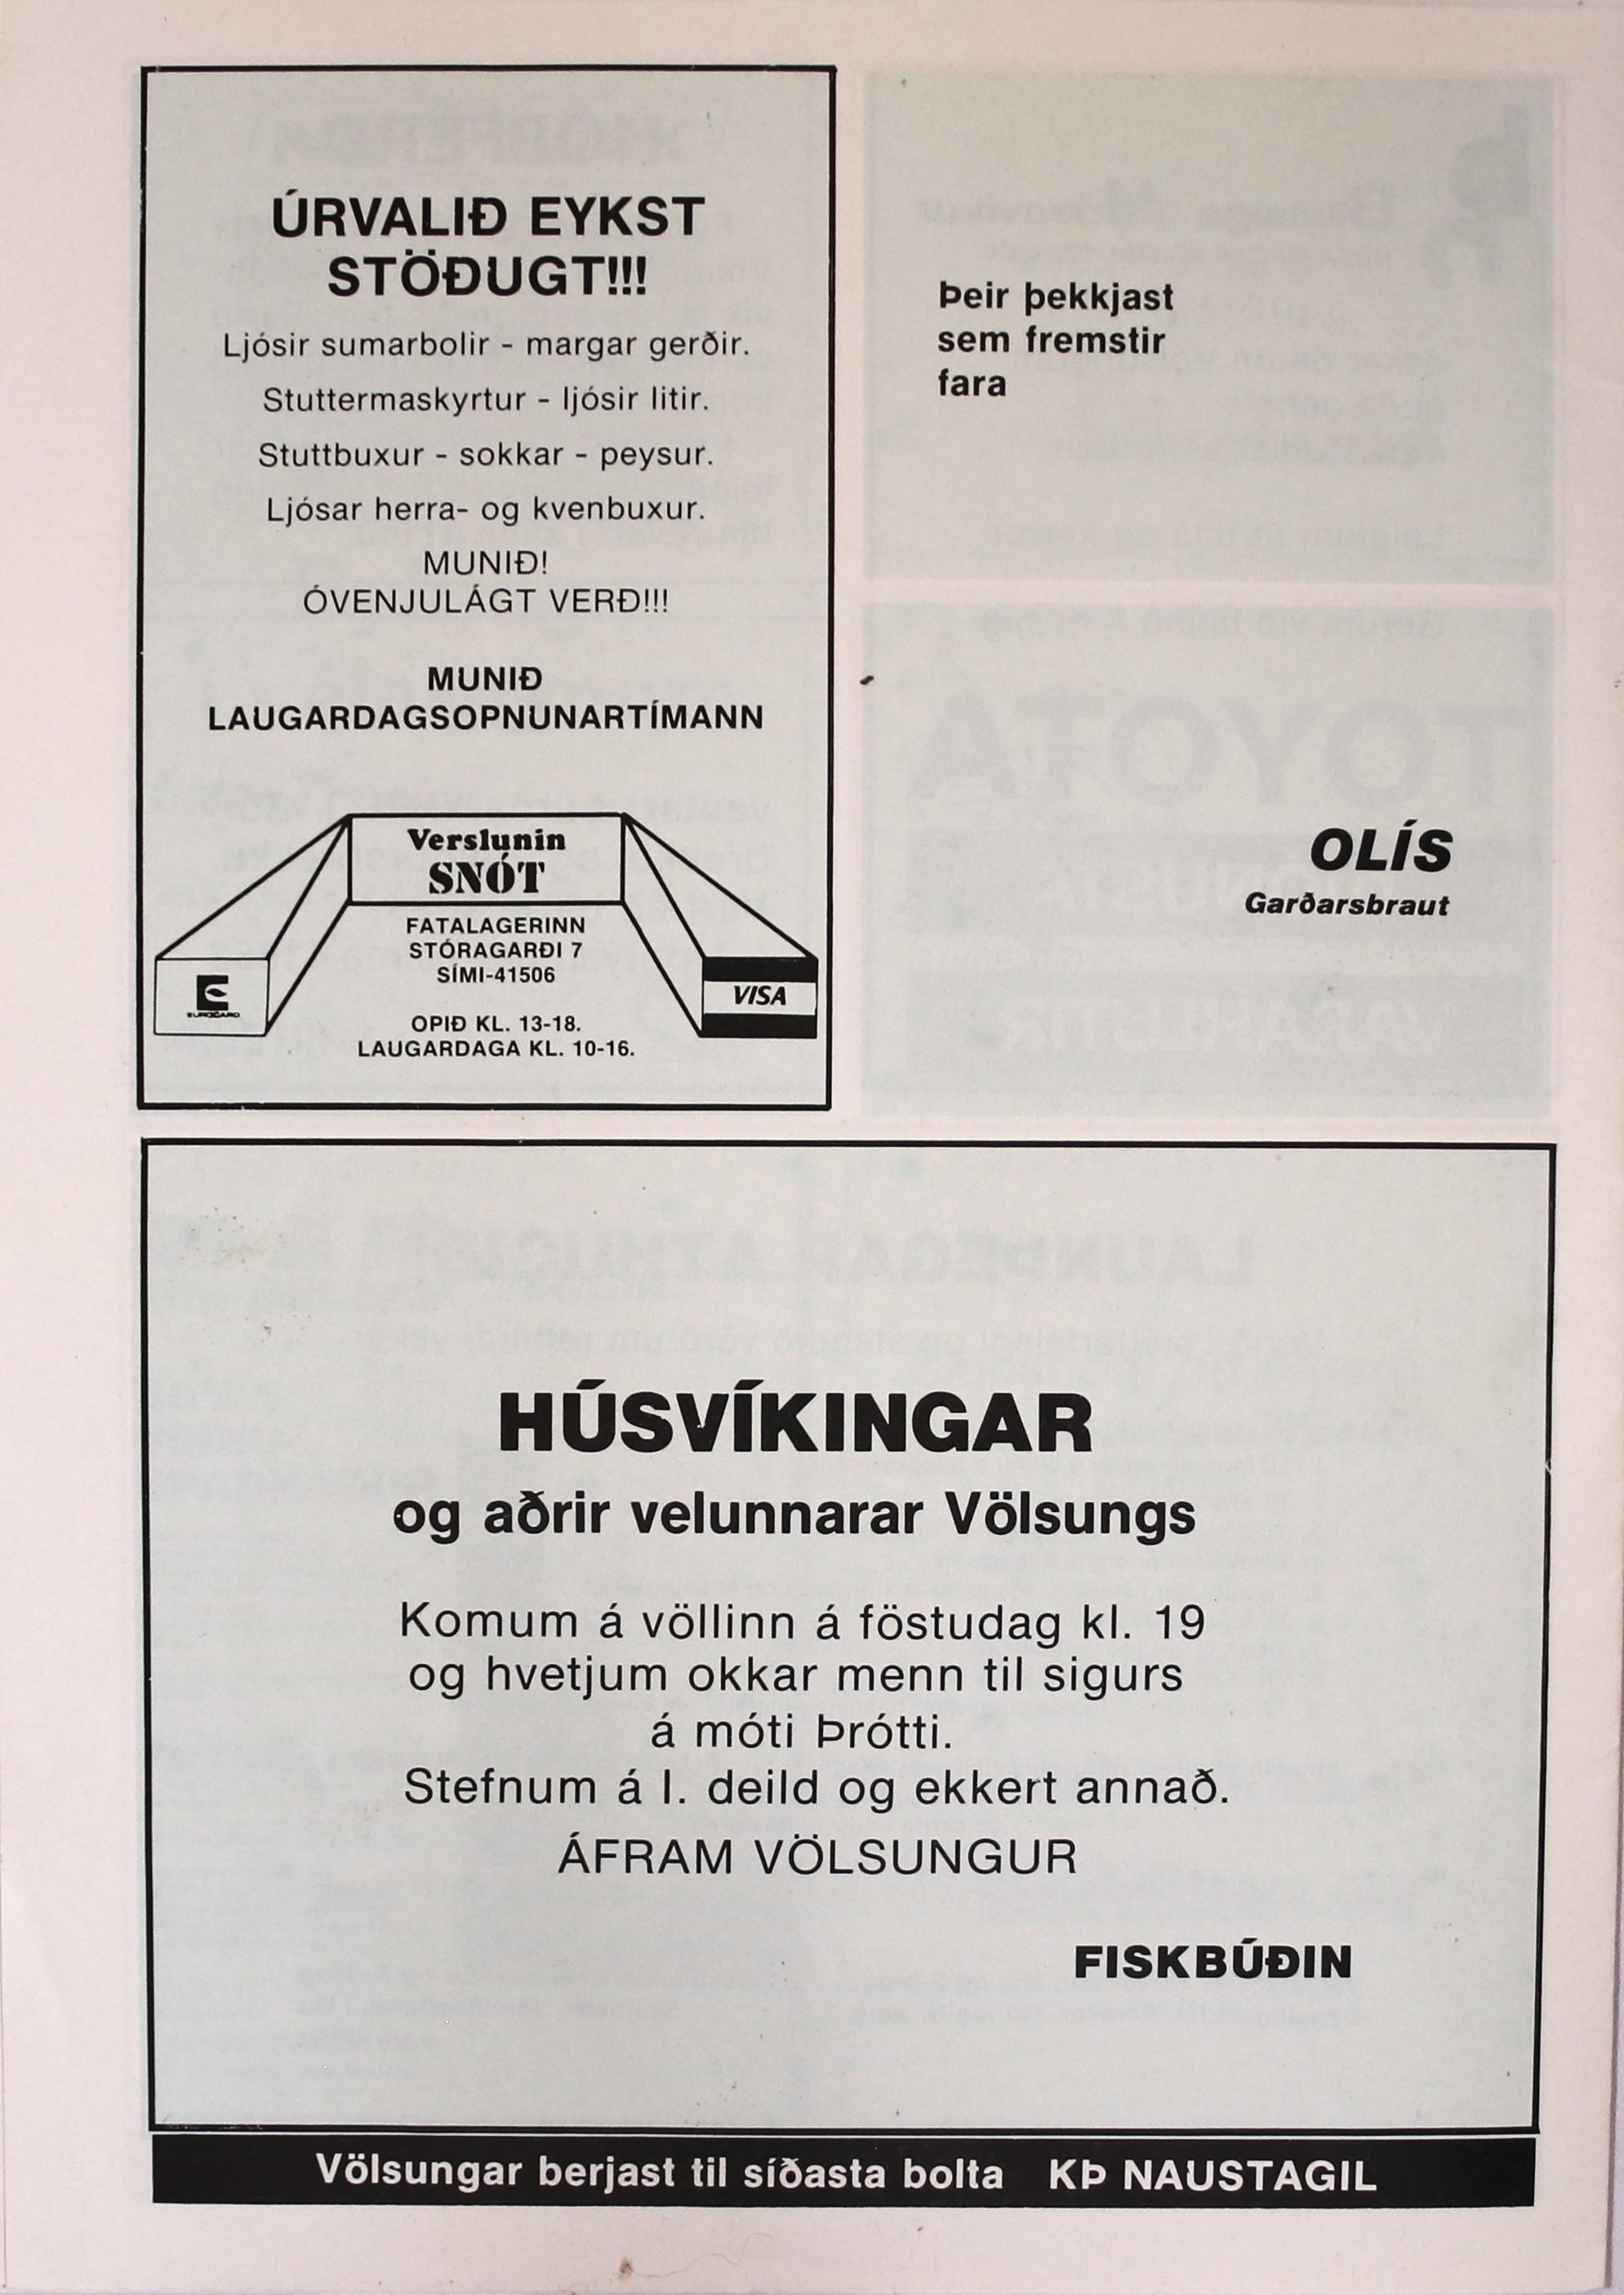 ÚRVALIÐ EYKST
STÖÐUGT!!!
Ljósir sumarbolir - margar gerðir.
Stuttermaskyrtur - ljósir litir.
Stuttbuxur - sokkar - peysur.
Ljósar herra- og kvenbuxur.
MUNIÐ!
ÓVENJULÁGT VERÐ!!!
MUNIÐ
LAUGARDAGSOPNUNARTÍMANN
Verslunin
SNÓT
FATALAGERINN
STÓRAGARÐI 7
SÍMI-41506
OPIÐ KL. 13-18.
LAUGARDAGA KL. 10-16.
E
EUROCARD
VISA
Þeir þekkjast
sem fremstir
fara
OLÍS
Garðarsbraut
HÚSVÍKINGAR
og aðrir velunnarar Völsungs
Komum á völlinn á föstudag kl. 19
og hvetjum okkar menn til sigurs
á móti Þrótti.
Stefnum á I. deild og ekkert annað.
ÁFRAM VÖLSUNGUR
FISKBÚÐIN
Völsungar berjast til síðasta bolta KÞ NAUSTAGIL